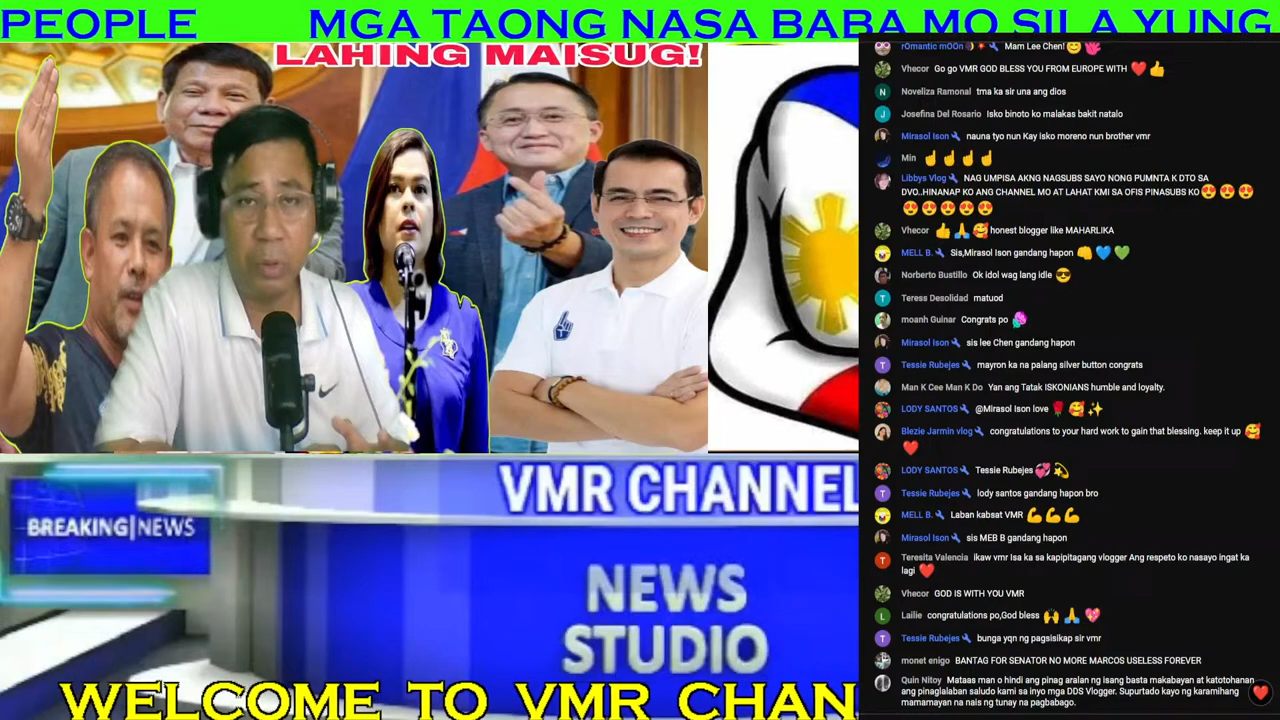 PEOPLE MGA TAONG NASA BABA MO SILA YUNG
LAHING MAISUG!
rOmantic mOOn Mam Lee Chen!
Vhecor Go go VMR GOD BLESS YOU FROM EUROPE WITH
N Noveliza Ramonal tma ka sir una ang dios
J Josefina Del Rosario Isko binoto ko malakas bakit natalo
Mirasol Ison nauna tyo nun Kay isko moreno nun brother vmr
Min
Libbys Vlog NAG UMPISA AKNG NAGSUBS SAYO NONG PUMNTA K DTO SA
DVO..HINANAP KO ANG CHANNEL MO AT LAHAT KMI SA OFIS PINASUBS KO
Vhecor honest blogger like MAHARLIKA
MELL B. Sis,Mirasol Ison gandang hapon
Norberto Bustillo Ok idol wag lang idle
T Teress Desolidad matuod
moanh Guinar Congrats po
Mirasol Ison sis lee Chen gandang hapon
T Tessie Rubejes mayron ka na palang silver button congrats
Man K Cee Man K Do Yan ang Tatak ISKONIANS humble and loyalty.
LODY SANTOS @Mirasol Ison love
Blezie Jarmin vlog congratulations to your hard work to gain that blessing. keep it up
LODY SANTOS Tessie Rubejes
T Tessie Rubejes lody santos gandang hapon bro
MELL B. Laban kabsat VMR
Mirasol Ison sis MEB B gandang hapon
T Teresita Valencia ikaw vmr Isa ka sa kapipitagang vlogger Ang respeto ko nasayo ingat ka
lagi
Vhecor GOD IS WITH YOU VMR
L Lailie congratulations po,God bless
T Tessie Rubejes bunga yqn ng pagsisikap sir vmr
monet enigo BANTAG FOR SENATOR NO MORE MARCOS USELESS FOREVER
Quin Nitoy Mataas man o hindi ang pinag aralan ng isang basta makabayan at katotohanan
ang pinaglalaban saludo kami sa inyo mga DDS Vlogger. Supurtado kayo ng karamihang
mamamayan na nais ng tunay na pagbabago.
VMR CHANNEL
BREAKING|NEWS
NEWS
STUDIO
WELCOME TO VMR CHAN